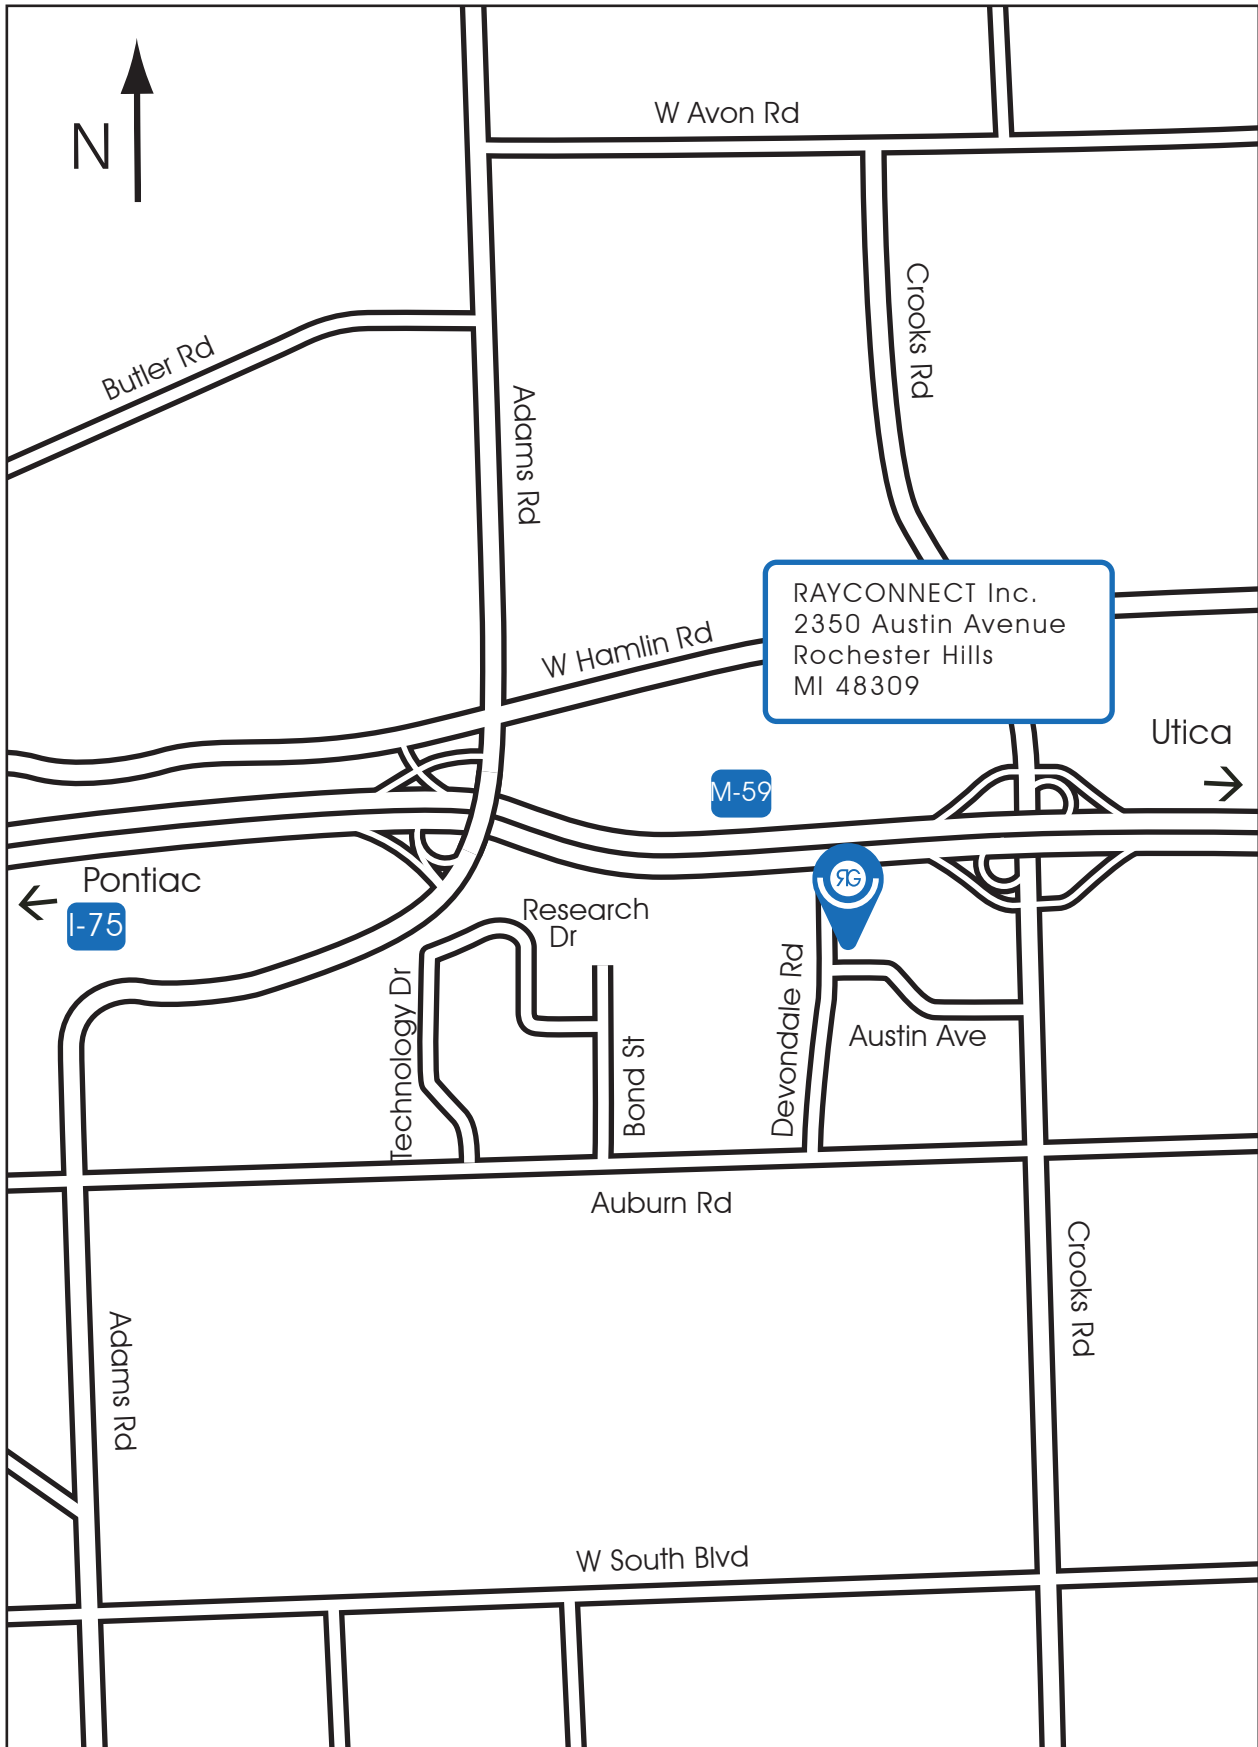 W Avon Rd
N
Crooks Rd
Butler Rd
Adams Rd
RAYCONNECT Inc.
2350 Austin Avenue
Rochester Hills
MI 48309
W Hamlin Rd
Utica
M-59
Pontiac
I-75
RG
Research
Dr
Technology Dr
Bond St
Devondale Rd
Austin Ave
Auburn Rd
Crooks Rd
Adams Rd
W South Blvd